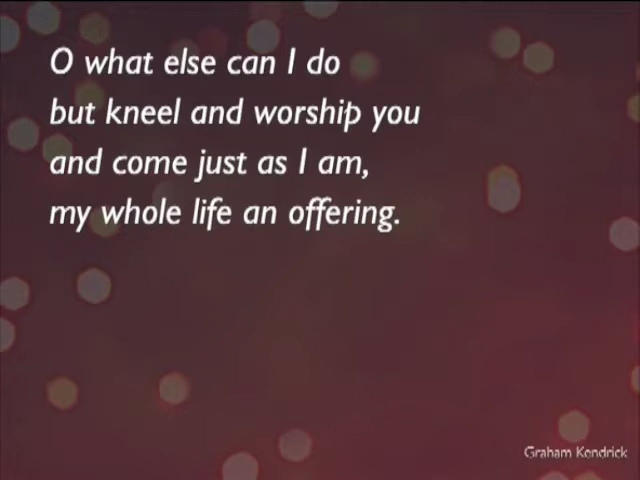 O what else can I do
but kneel and worship you
and come just as I am,
my whole life an offering.
Graham Kendrick